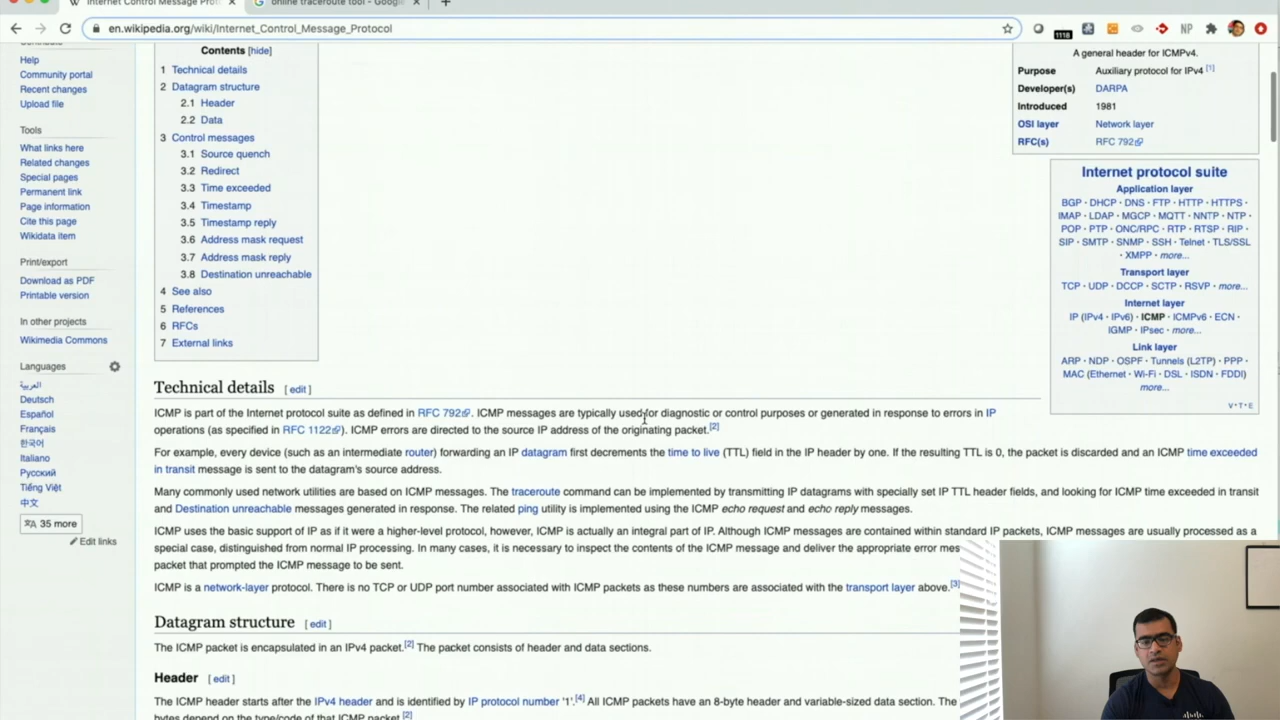 Internet Control Message Proto
online traceroute tool - Google
en.wikipedia.org/wiki/Internet_Control_Message_Protocol
1118
NP
Help
Community portal
Recent changes
Upload file
Tools
What links here
Related changes
Special pages
Permanent link
Page information
Cite this page
Wikidata item
Print/export
Download as PDF
Printable version
In other projects
Wikimedia Commons
Languages
العربية
Deutsch
Español
Français
한국어
Italiano
Русский
Tiếng Việt
中文
35 more
Edit links
Contents [hide]
1 Technical details
2 Datagram structure
2.1 Header
2.2 Data
3 Control messages
3.1 Source quench
3.2 Redirect
3.3 Time exceeded
3.4 Timestamp
3.5 Timestamp reply
3.6 Address mask request
3.7 Address mask reply
3.8 Destination unreachable
4 See also
5 References
6 RFCs
7 External links
A general header for ICMPv4.
Purpose Auxiliary protocol for IPv4 [1]
Developer(s) DARPA
Introduced 1981
OSI layer Network layer
RFC(s) RFC 792
Internet protocol suite
Application layer
BGP · DHCP · DNS · FTP · HTTP · HTTPS ·
IMAP · LDAP · MGCP · MQTT · NNTP · NTP ·
POP · PTP · ONC/RPC · RTP · RTSP · RIP ·
SIP · SMTP · SNMP · SSH · Telnet · TLS/SSL
· XMPP · more...
Transport layer
TCP · UDP · DCCP · SCTP · RSVP · more...
Internet layer
IP (IPv4 · IPv6) · ICMP · ICMPv6 · ECN ·
IGMP · IPsec · more...
Link layer
ARP · NDP · OSPF · Tunnels (L2TP) · PPP ·
MAC (Ethernet · Wi-Fi · DSL · ISDN · FDDI)
more...
V·T·E
Technical details [edit]
ICMP is part of the Internet protocol suite as defined in RFC 792. ICMP messages are typically used for diagnostic or control purposes or generated in response to errors in IP
operations (as specified in RFC 1122). ICMP errors are directed to the source IP address of the originating packet.[2]
For example, every device (such as an intermediate router) forwarding an IP datagram first decrements the time to live (TTL) field in the IP header by one. If the resulting TTL is 0, the packet is discarded and an ICMP time exceeded
in transit message is sent to the datagram's source address.
Many commonly used network utilities are based on ICMP messages. The traceroute command can be implemented by transmitting IP datagrams with specially set IP TTL header fields, and looking for ICMP time exceeded in transit
and Destination unreachable messages generated in response. The related ping utility is implemented using the ICMP echo request and echo reply messages.
ICMP uses the basic support of IP as if it were a higher-level protocol, however, ICMP is actually an integral part of IP. Although ICMP messages are contained within standard IP packets, ICMP messages are usually processed as a
special case, distinguished from normal IP processing. In many cases, it is necessary to inspect the contents of the ICMP message and deliver the appropriate error mes
packet that prompted the ICMP message to be sent.
ICMP is a network-layer protocol. There is no TCP or UDP port number associated with ICMP packets as these numbers are associated with the transport layer above.[3]
Datagram structure [edit]
The ICMP packet is encapsulated in an IPv4 packet.[2] The packet consists of header and data sections.
Header [edit]
The ICMP header starts after the IPv4 header and is identified by IP protocol number '1'.[4] All ICMP packets have an 8-byte header and variable-sized data section. The
bytes depend on the type/code of that ICMP packet.[2]